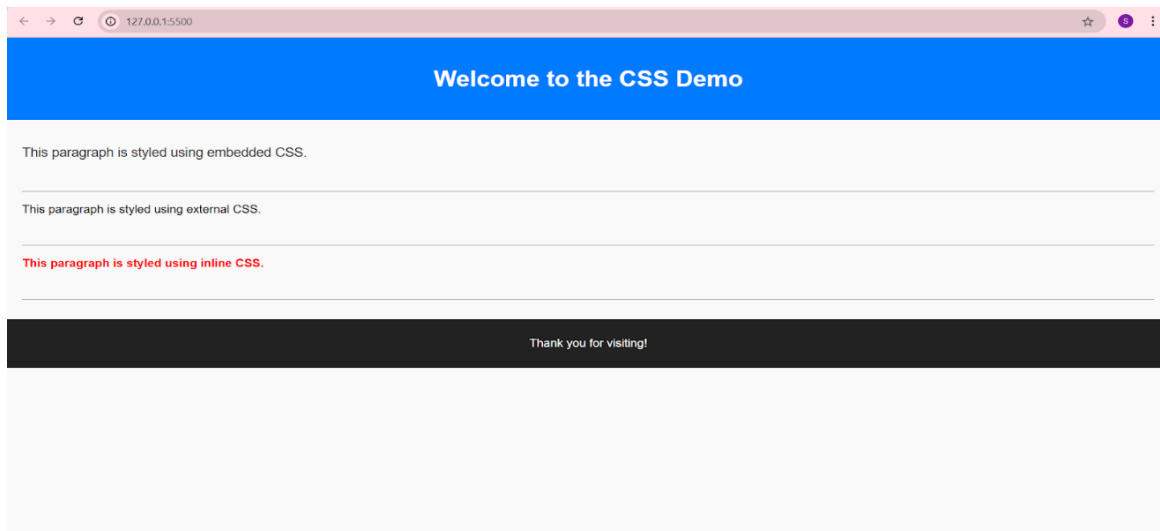 127.0.0.1:5500
S
Welcome to the CSS Demo
This paragraph is styled using embedded CSS.
This paragraph is styled using external CSS.
This paragraph is styled using inline CSS.
Thank you for visiting!